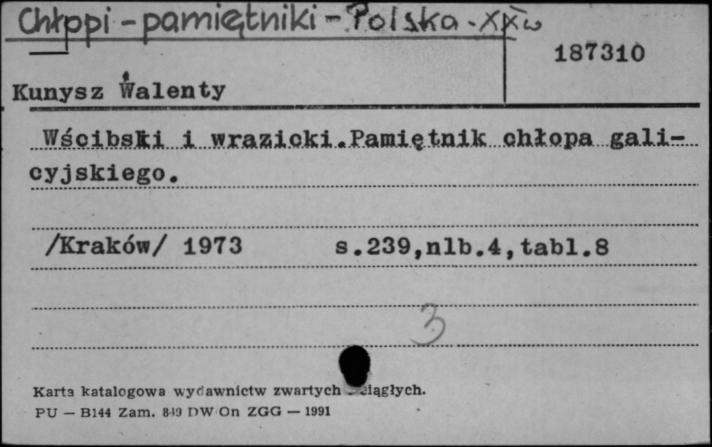 Chłopi - pamiętniki - Polska - XX w
187310
Kunysz Walenty
Wścibski i wrazicki.Pamiętnik chłopa gali-
cyjskiego.
/Kraków/ 1973 s.239,nlb.4,tabl.8
3
Karta katalogowa wydawnictw zwartych ciągłych.
PU — B144 Zam. 849 DW On ZGG — 1991